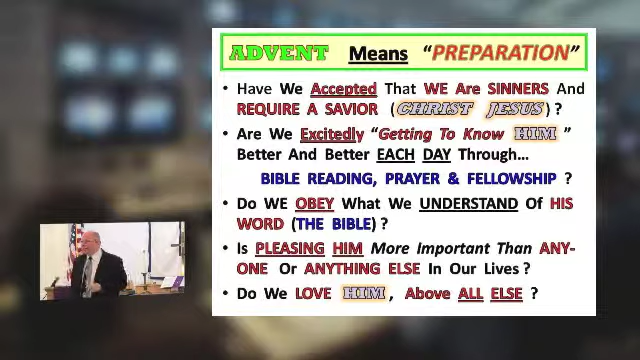 ADVENT Means "PREPARATION"
• Have We Accepted That WE Are SINNERS And
REQUIRE A SAVIOR (CHRIST JESUS) ?
• Are We Excitedly "Getting To Know HIM "
Better And Better EACH DAY Through...
BIBLE READING, PRAYER & FELLOWSHIP ?
• Do WE OBEY What We UNDERSTAND Of HIS
WORD (THE BIBLE) ?
• Is PLEASING HIM More Important Than ANY-
ONE Or ANYTHING ELSE In Our Lives ?
• Do We LOVE HIM , Above ALL ELSE ?